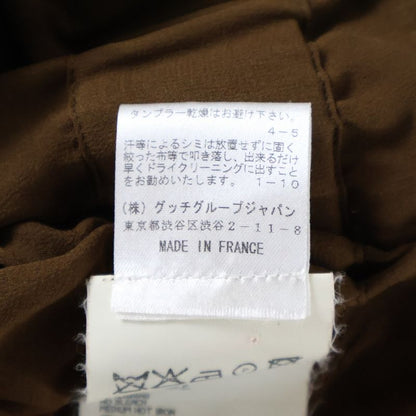 タンブラー乾燥はお避け下さい。
4-5
汗等によるシミは放置せずに固く
絞った布等で叩き落し、出来るだけ
早くドライクリーニングに出すこと
をお勧めいたします。 1-10
(株) グッチグループジャパン
東京都渋谷区渋谷2-11-8
MADE IN FRANCE
MEDIUM HOT IRON